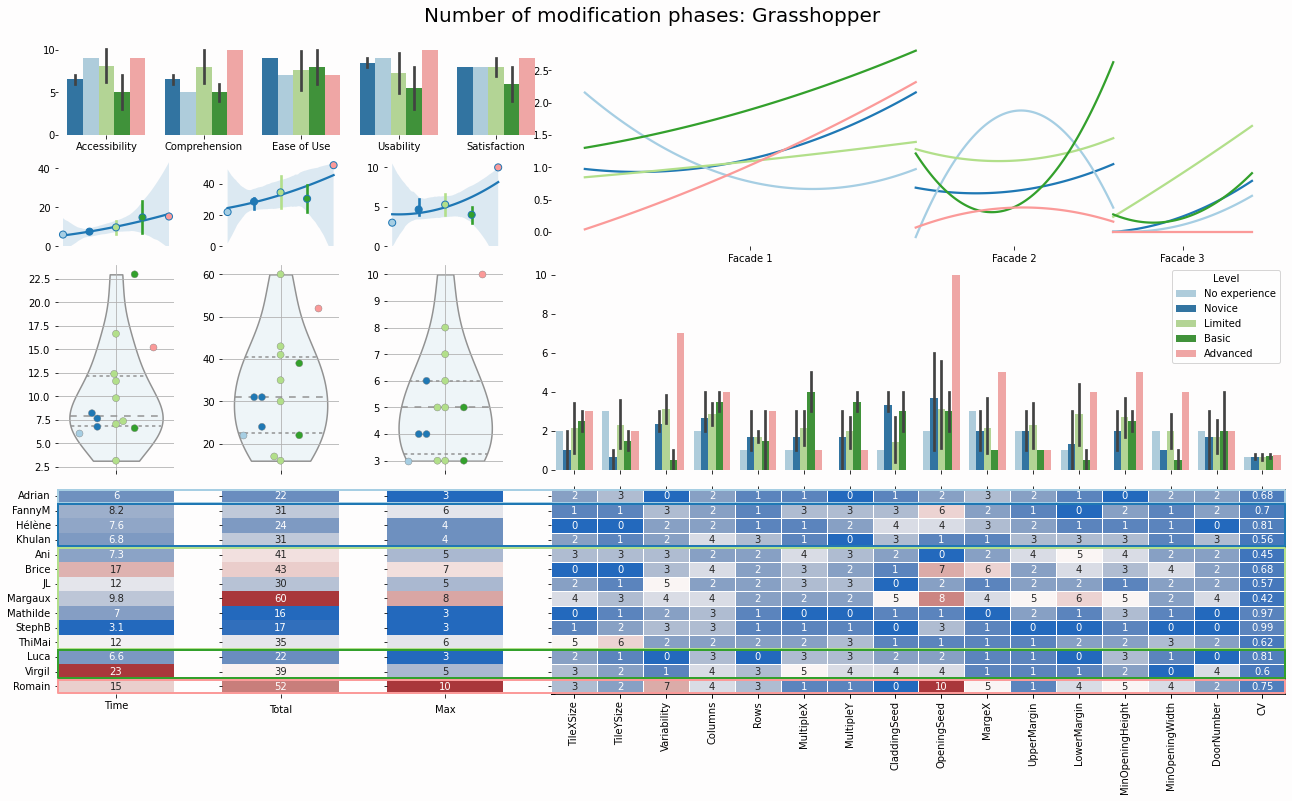 Number of modification phases: Grasshopper
10
5
0
Accessibility Comprehension Ease of Use Usability Satisfaction
2.5
2.0
1.5
1.0
0.5
0.0
Facade 1 Facade 2 Facade 3
40
20
0
40
20
0
10
5
0
22.5
20.0
17.5
15.0
12.5
10.0
7.5
5.0
2.5
60
50
40
30
20
10
9
8
7
6
5
4
3
10
8
6
4
2
0
Level
No experience
Novice
Limited
Basic
Advanced
Adrian 6 22 3 2 3 0 2 1 1 0 1 2 3 2 1 0 2 2 0.68
FannyM 8.2 31 6 1 1 3 2 1 3 3 3 6 2 1 0 2 1 2 0.7
Hélène 7.6 24 4 0 0 2 2 1 1 2 4 4 3 2 1 1 1 0 0.81
Khulan 6.8 31 4 2 1 2 4 3 1 0 3 1 1 3 3 3 1 3 0.56
Ani 7.3 41 5 3 3 3 2 2 4 3 2 0 2 4 5 4 2 2 0.45
Brice 17 43 7 0 0 3 4 2 3 2 2 7 6 2 4 3 4 2 0.68
JL 12 30 5 2 1 5 2 2 3 3 0 2 1 2 2 1 2 2 0.57
Margaux 9.8 60 8 4 3 4 4 2 2 2 5 8 4 5 6 5 2 4 0.42
Mathilde 7 16 3 0 1 2 3 1 0 0 1 1 0 2 1 3 1 0 0.97
StephB 3.1 17 3 1 2 3 3 1 1 1 0 3 1 0 0 1 0 0 0.99
ThiMai 12 35 6 5 6 2 2 2 2 3 1 1 1 1 2 2 3 2 0.62
Luca 6.6 22 3 2 1 0 3 0 3 3 2 2 1 1 0 3 1 0 0.81
Virgil 23 39 5 3 2 1 4 3 5 4 4 4 1 1 1 2 0 4 0.6
Romain 15 52 10 3 2 7 4 3 1 1 0 10 5 1 4 5 4 2 0.75
Time Total Max TileXSize TileYSize Variability Columns Rows MultipleX MultipleY CladdingSeed OpeningSeed MargeX UpperMargin LowerMargin MinOpeningHeight MinOpeningWidth DoorNumber CV